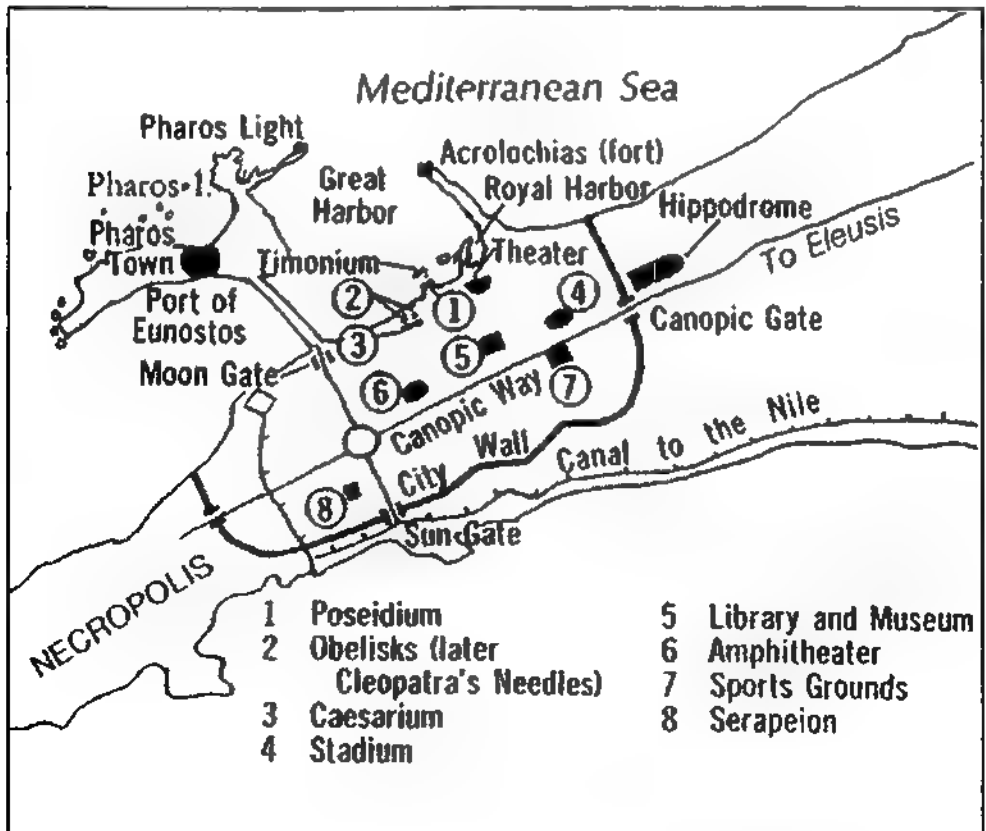 Mediterranean Sea
Pharos Light
Acrolochias (fort)
Pharos I.
Great
Harbor
Royal Harbor
Hippodrome
Pharos
Town
Timonium
Theater
To Eleusis
Port of
Eunostos
2
1
4
Canopic Gate
3
5
Moon Gate
6
7
Canopic Way
City Wall
Canal to the Nile
8
Sun Gate
NECROPOLIS
1 Poseidium
2 Obelisks (later
Cleopatra's Needles)
3 Caesarium
4 Stadium
5 Library and Museum
6 Amphitheater
7 Sports Grounds
8 Serapeion